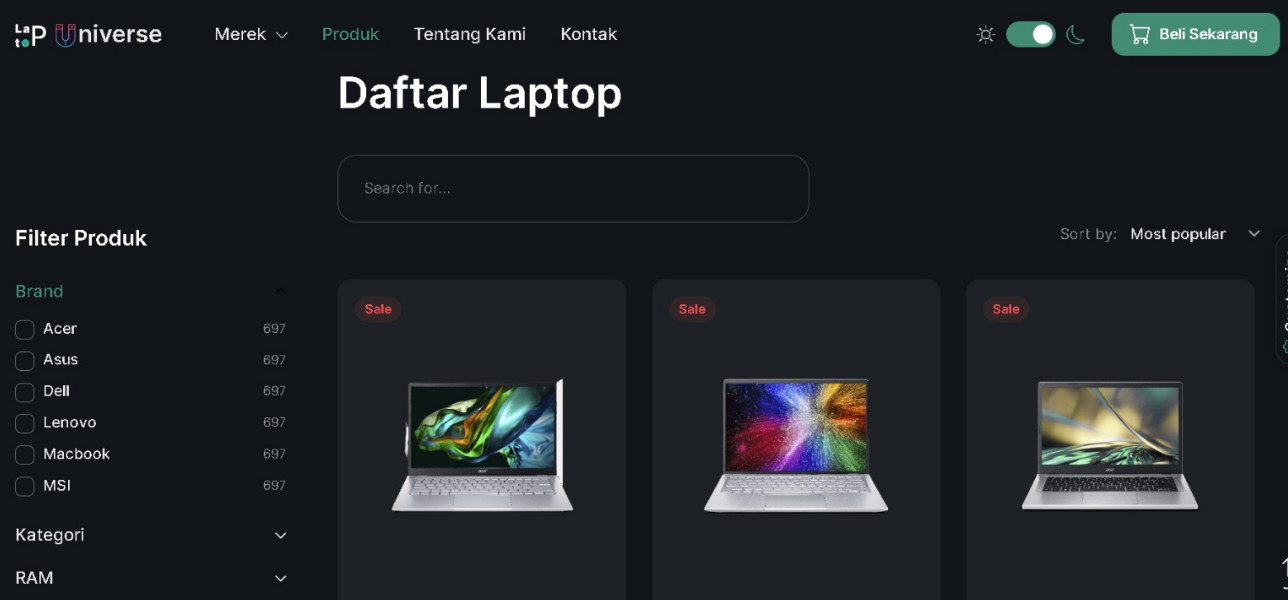 LaptoP Universe
Merek
Produk
Tentang Kami
Kontak
Beli Sekarang
Daftar Laptop
Search for...
Filter Produk
Sort by: Most popular
Brand
Acer 697
Asus 697
Dell 697
Lenovo 697
Macbook 697
MSI 697
Kategori
RAM
Sale
Sale
Sale